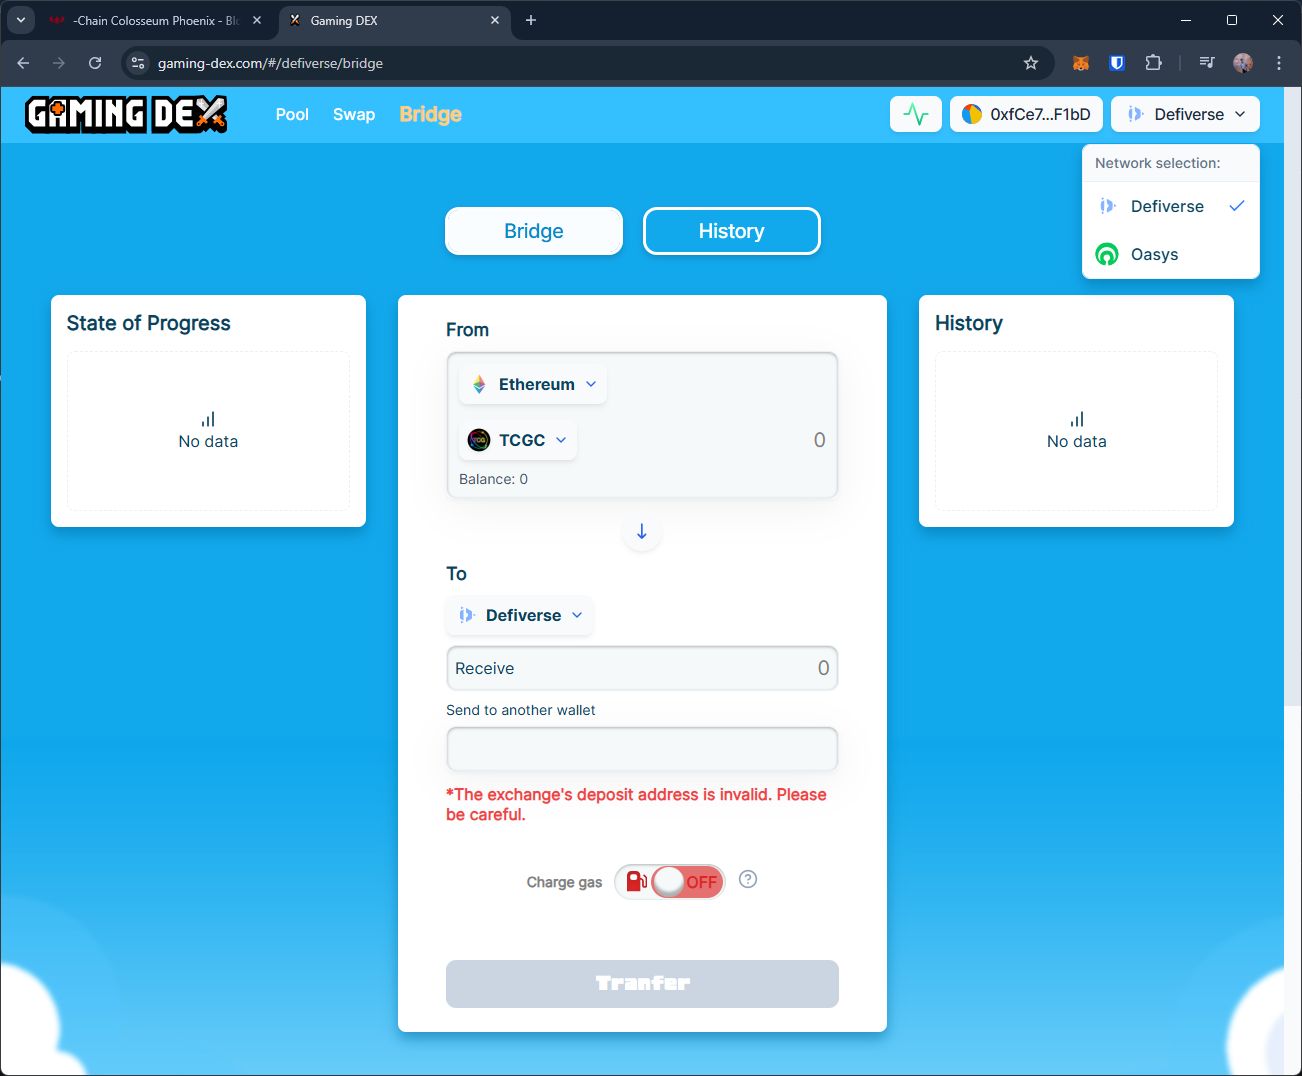 -Chain Colosseum Phoenix - Blo
Gaming DEX
gaming-dex.com/#/defiverse/bridge
GAMING DEX
Pool
Swap
Bridge
0xfCe7...F1bD
Defiverse
Network selection:
Defiverse
Oasys
Bridge
History
State of Progress
No data
From
Ethereum
TCG
TCGC
0
Balance: 0
To
Defiverse
Receive
0
Send to another wallet
*The exchange's deposit address is invalid. Please
be careful.
Charge gas
OFF
?
Tranfer
History
No data